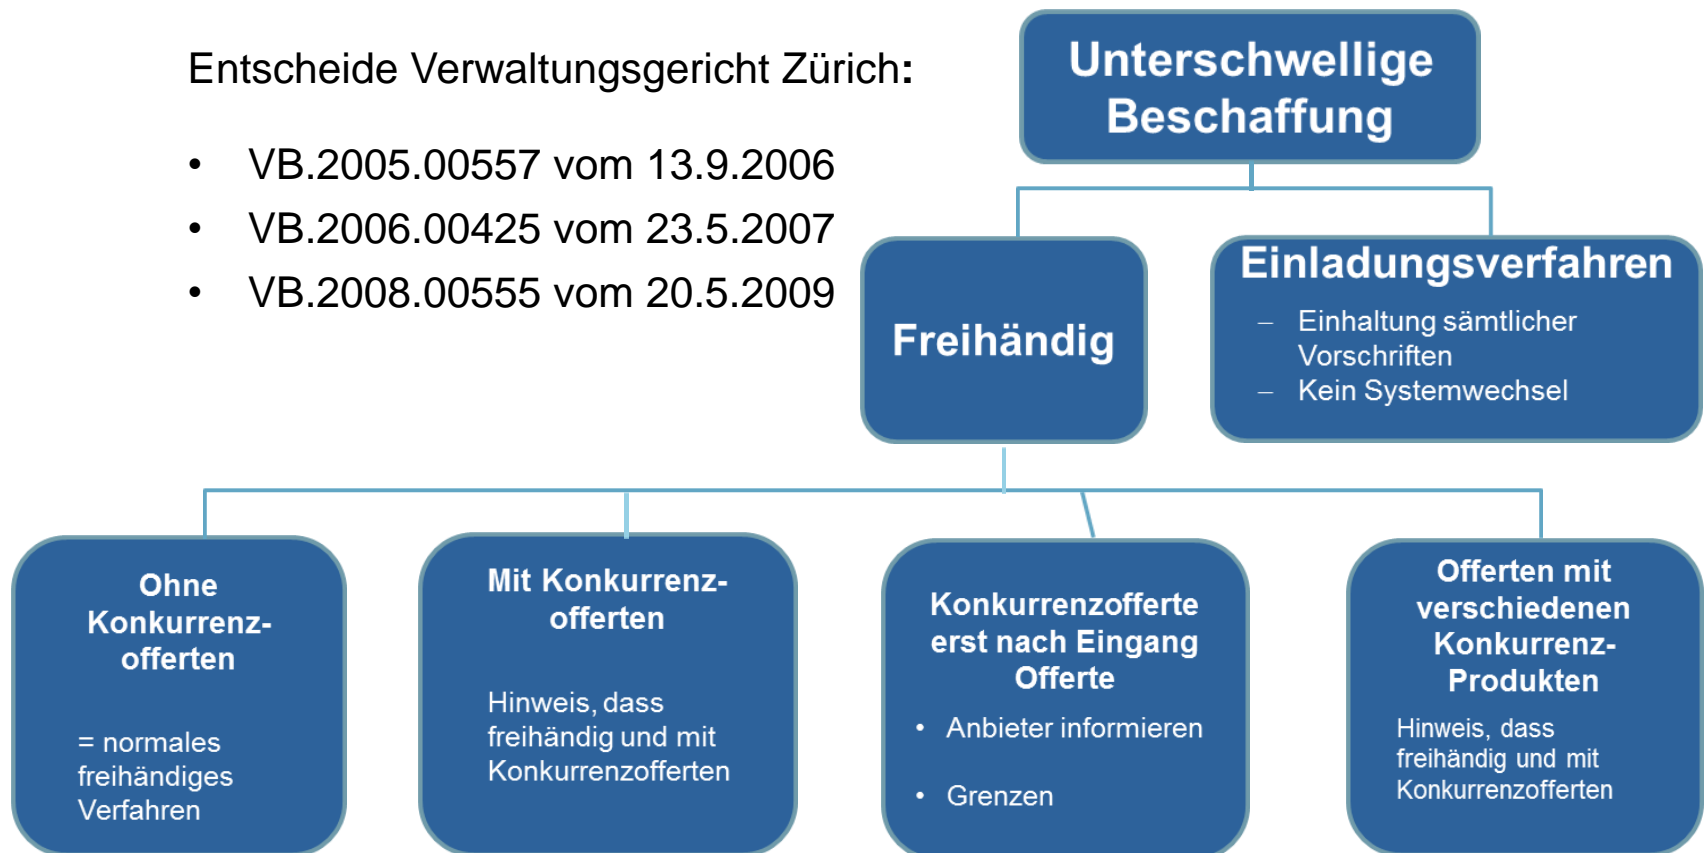 Entscheide Verwaltungsgericht Zürich:
• VB.2005.00557 vom 13.9.2006
• VB.2006.00425 vom 23.5.2007
• VB.2008.00555 vom 20.5.2009
Unterschwellige
Beschaffung
Freihändig
Einladungsverfahren
– Einhaltung sämtlicher
Vorschriften
– Kein Systemwechsel
Ohne
Konkurrenz-
offerten
= normales
freihändiges
Verfahren
Mit Konkurrenz-
offerten
Hinweis, dass
freihändig und mit
Konkurrenzofferten
Konkurrenzofferte
erst nach Eingang
Offerte
• Anbieter informieren
• Grenzen
Offerten mit
verschiedenen
Konkurrenz-
Produkten
Hinweis, dass
freihändig und mit
Konkurrenzofferten